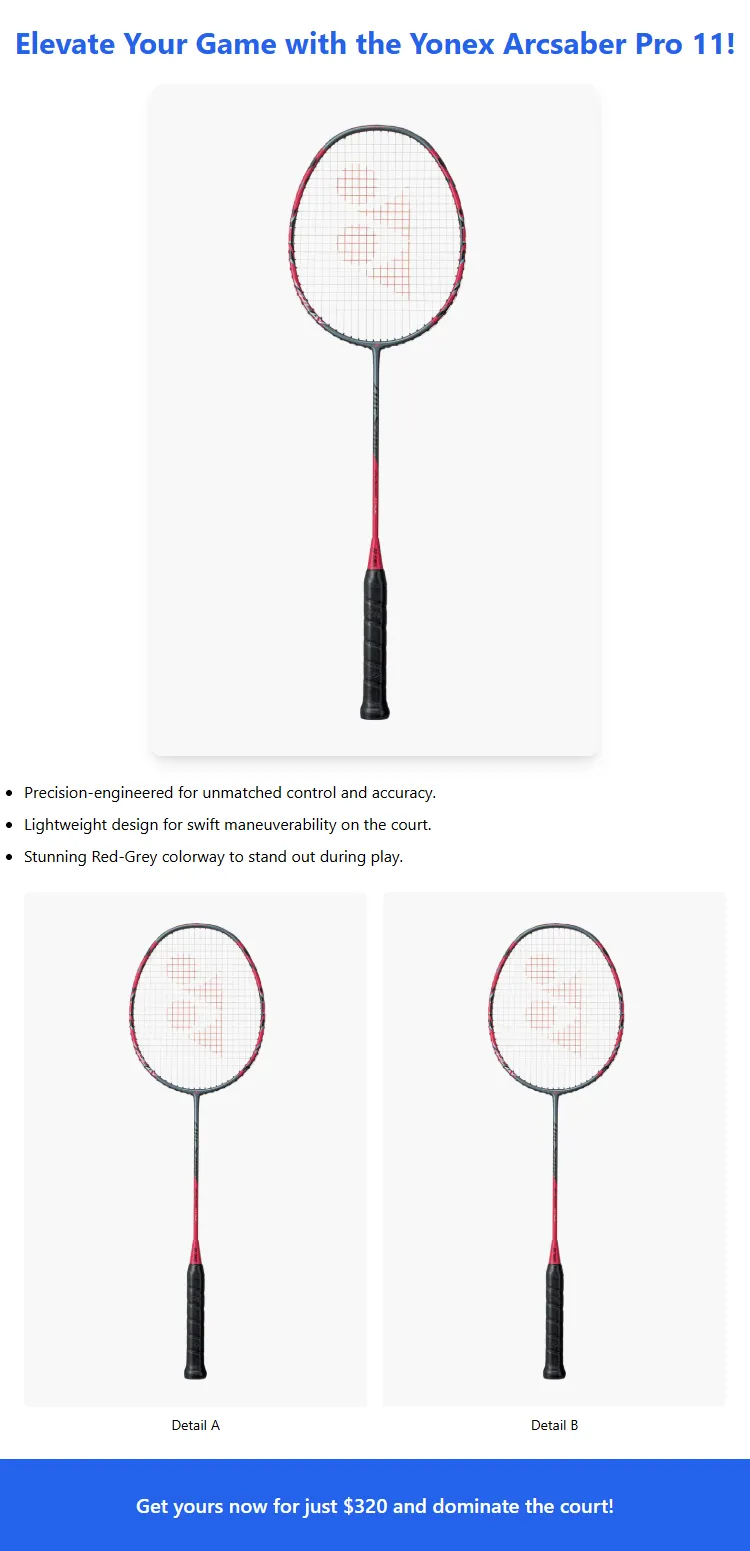 Elevate Your Game with the Yonex Arcsaber Pro 11!
Precision-engineered for unmatched control and accuracy.
Lightweight design for swift maneuverability on the court.
Stunning Red-Grey colorway to stand out during play.
Detail A
Detail B
Get yours now for just $320 and dominate the court!